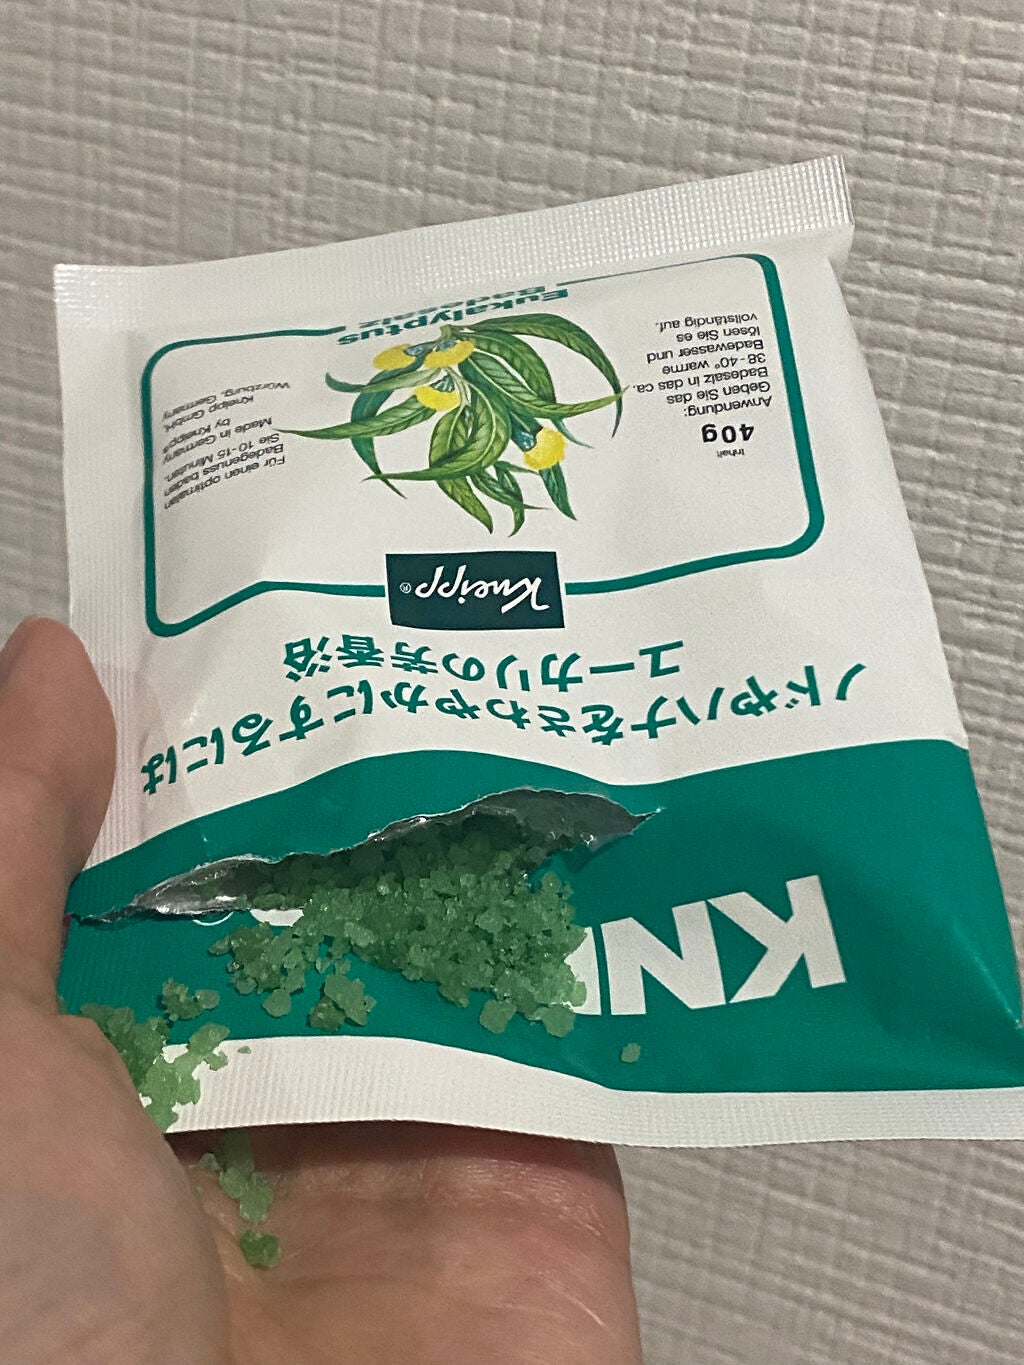 KN
ノドやハナをさわやかにするには
ユーカリの芳香浴
Kneipp®
Inhalt
40g
Anwendung:
Geben Sie das
Badesalz in das ca.
38-40° warme
Badewasser und
lösen Sie es
vollständig auf.
Für einen optimalen
Badegenuss baden
Sie 10-15 Minuten.
Made in Germany
by Kneipp
Kneipp GmbH,
Würzburg, Germany
Eukalyptus
Badesalz